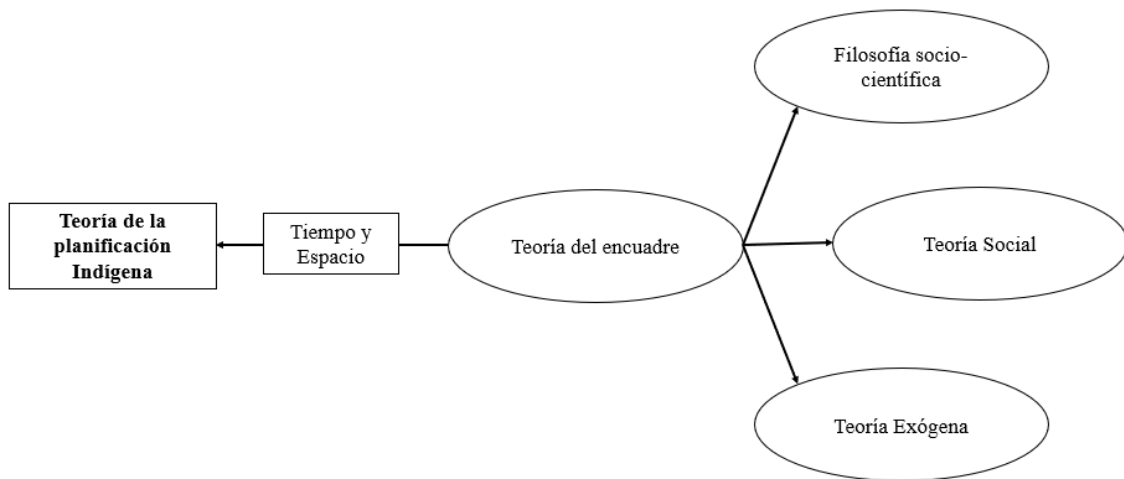 Filosofía socio-
científica
Teoría de la
planificación
Indígena
Tiempo y
Espacio
Teoría del encuadre
Teoría Social
Teoría Exógena